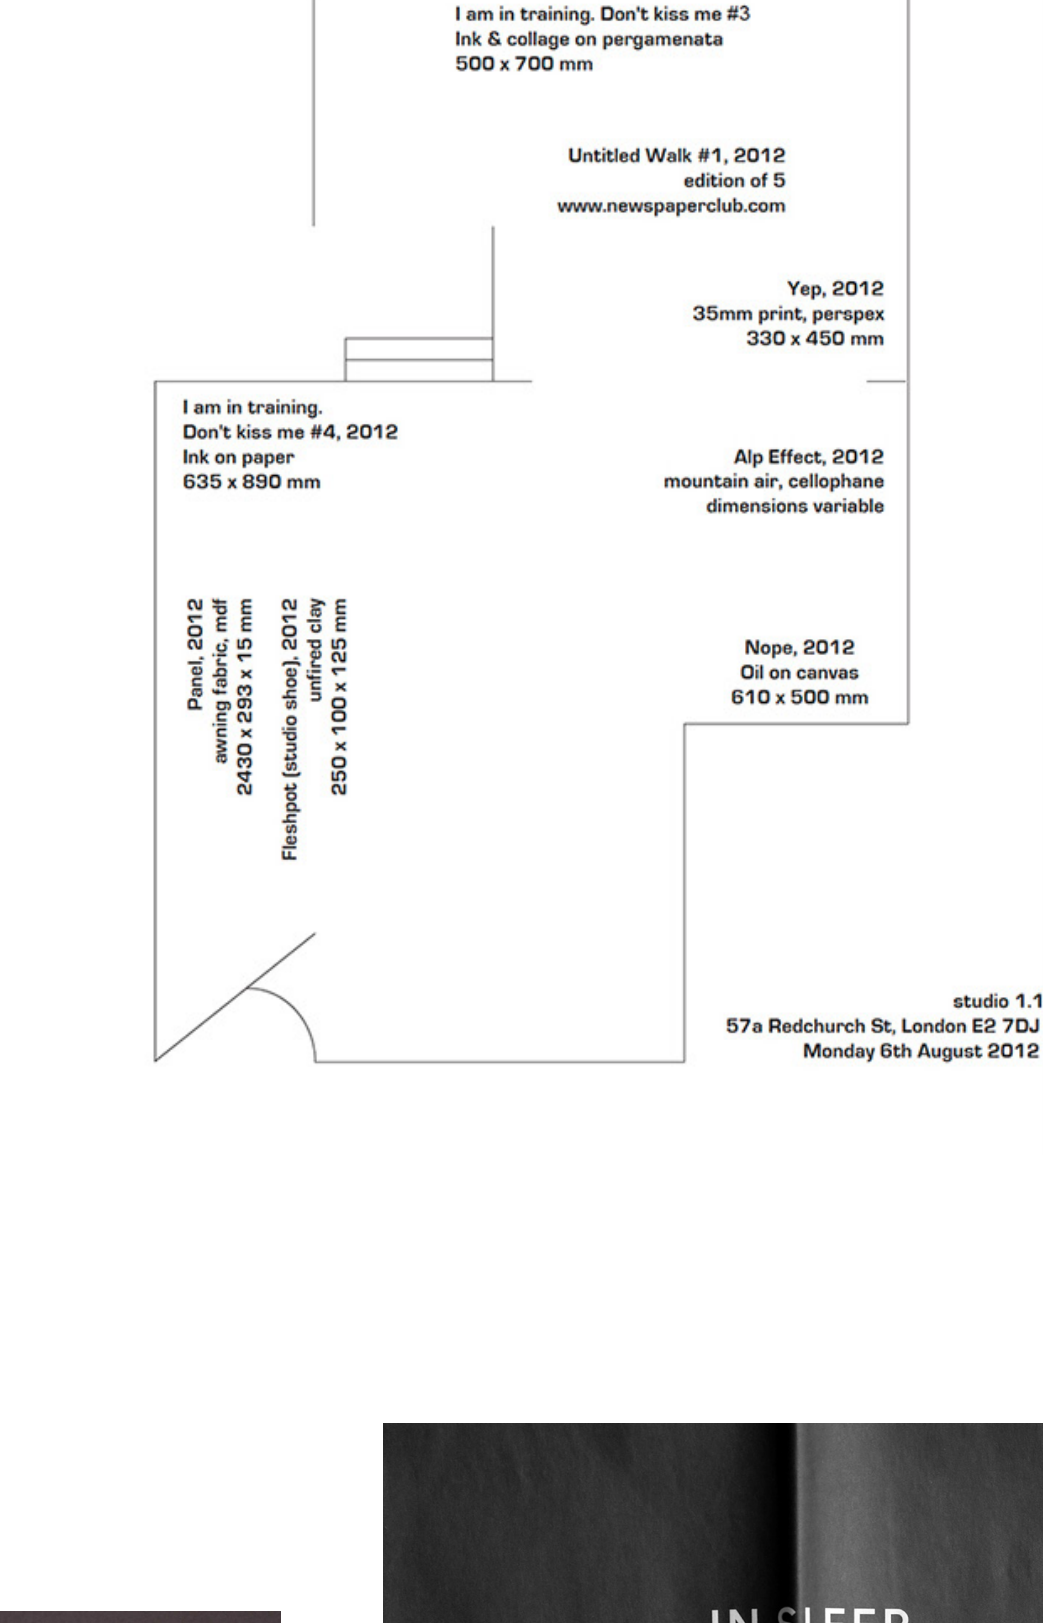 I am in training. Don't kiss me #3
Ink & collage on pergamenata
500 x 700 mm
Untitled Walk #1, 2012
edition of 5
www.newspaperclub.com
Yep, 2012
35mm print, perspex
330 x 450 mm
I am in training.
Don't kiss me #4, 2012
Ink on paper
635 x 890 mm
Alp Effect, 2012
mountain air, cellophane
dimensions variable
Panel, 2012
awning fabric, mdf
2430 x 293 x 15 mm
Fleshpot (studio shoe), 2012
unfired clay
250 x 100 x 125 mm
Nope, 2012
Oil on canvas
610 x 500 mm
studio 1.1
57a Redchurch St, London E2 7DJ
Monday 6th August 2012
IN SLEEP